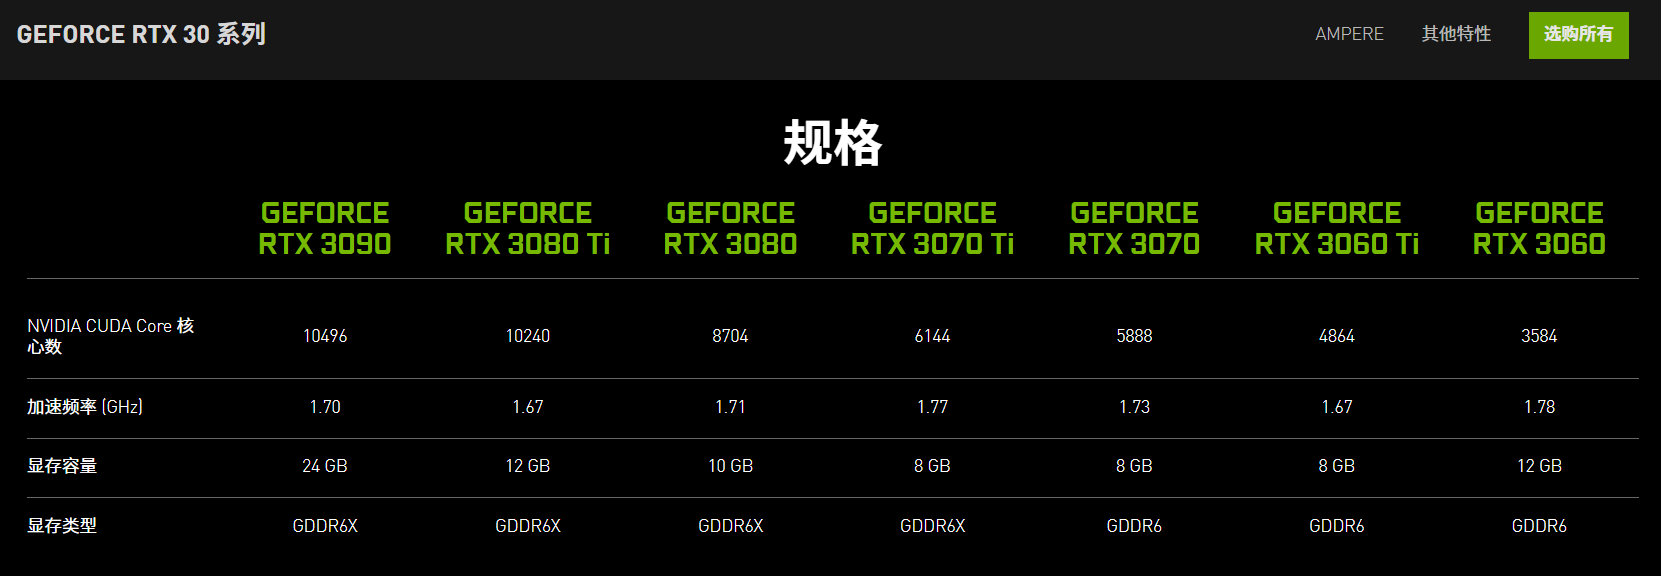 GEFORCE RTX 30 系列
AMPERE 其他特性 选购所有
规格
GEFORCE GEFORCE GEFORCE GEFORCE GEFORCE GEFORCE GEFORCE
RTX 3090 RTX 3080 Ti RTX 3080 RTX 3070 Ti RTX 3070 RTX 3060 Ti RTX 3060
NVIDIA CUDA Core 核
心数
10496 10240 8704 6144 5888 4864 3584
加速频率 (GHz) 1.70 1.67 1.71 1.77 1.73 1.67 1.78
显存容量 24 GB 12 GB 10 GB 8 GB 8 GB 8 GB 12 GB
显存类型 GDDR6X GDDR6X GDDR6X GDDR6X GDDR6 GDDR6 GDDR6